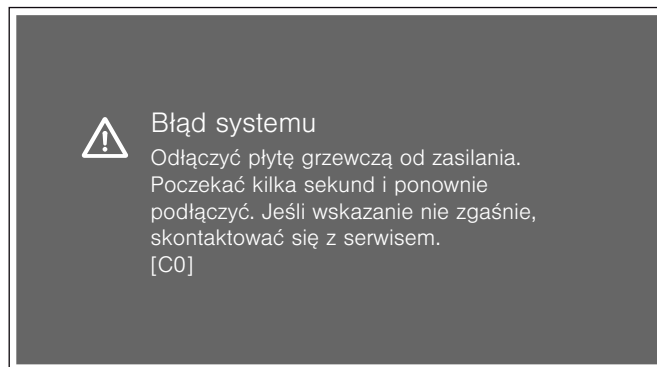 Błąd systemu
Odłączyć płytę grzewczą od zasilania.
Poczekać kilka sekund i ponownie
podłączyć. Jeśli wskazanie nie zgaśnie,
skontaktować się z serwisem.
[C0]